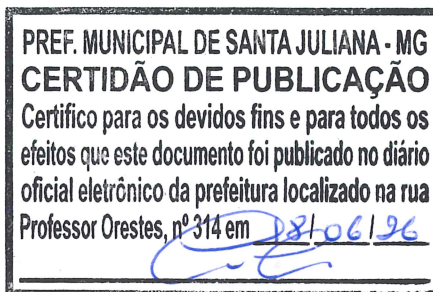 PREF. MUNICIPAL DE SANTA JULIANA - MG
CERTIDÃO DE PUBLICAÇÃO
Certifico para os devidos fins e para todos os
efeitos que este documento foi publicado no diário
oficial eletrônico da prefeitura localizado na rua
Professor Orestes, nº 314 em 18/06/26